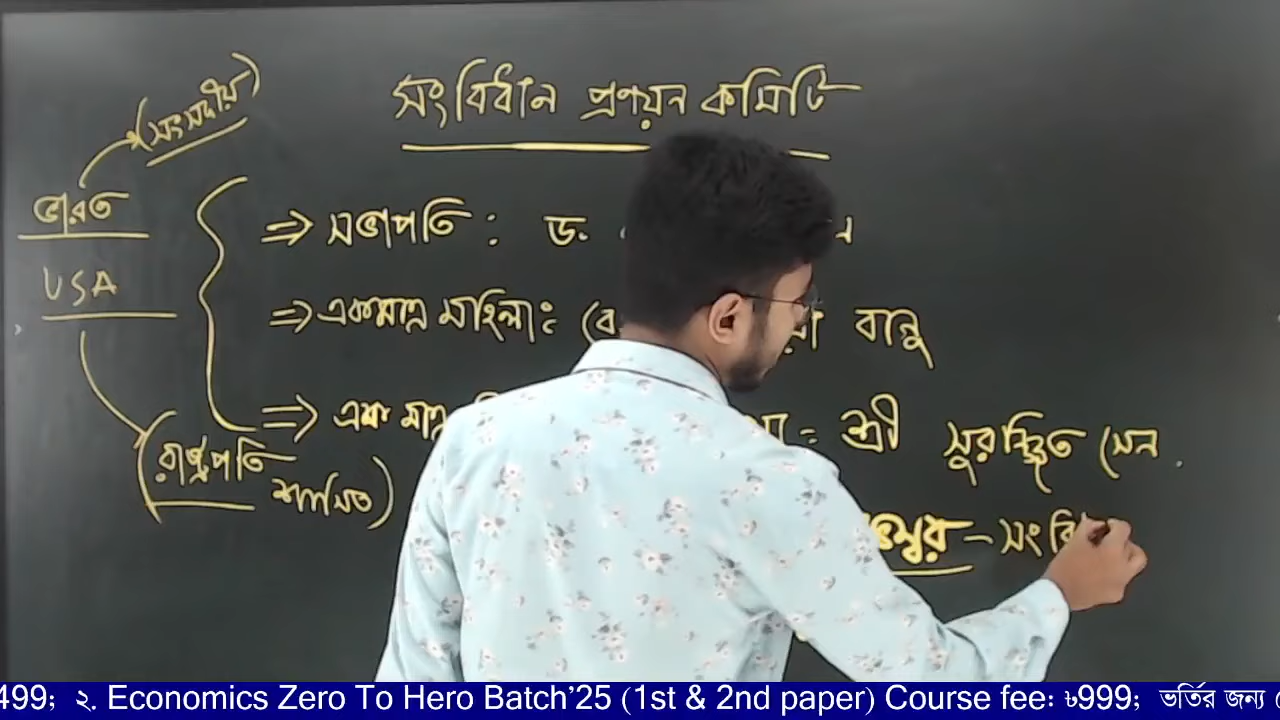 সংবিধান প্রণয়ন কমিটি
(সংসদীয়)
ভারত
USA
(রাষ্ট্রপতি
শাসিত)
⇒ সভাপতি : ড.
⇒ একমাত্র মহিলা : বানু
⇒ এক মাত্র = শ্রী সুরঞ্জিত সেন .
ভেম্বর – সংবি
499; ২. Economics Zero To Hero Batch'25 (1st & 2nd paper) Course fee: ৳999; ভর্তির জন্য